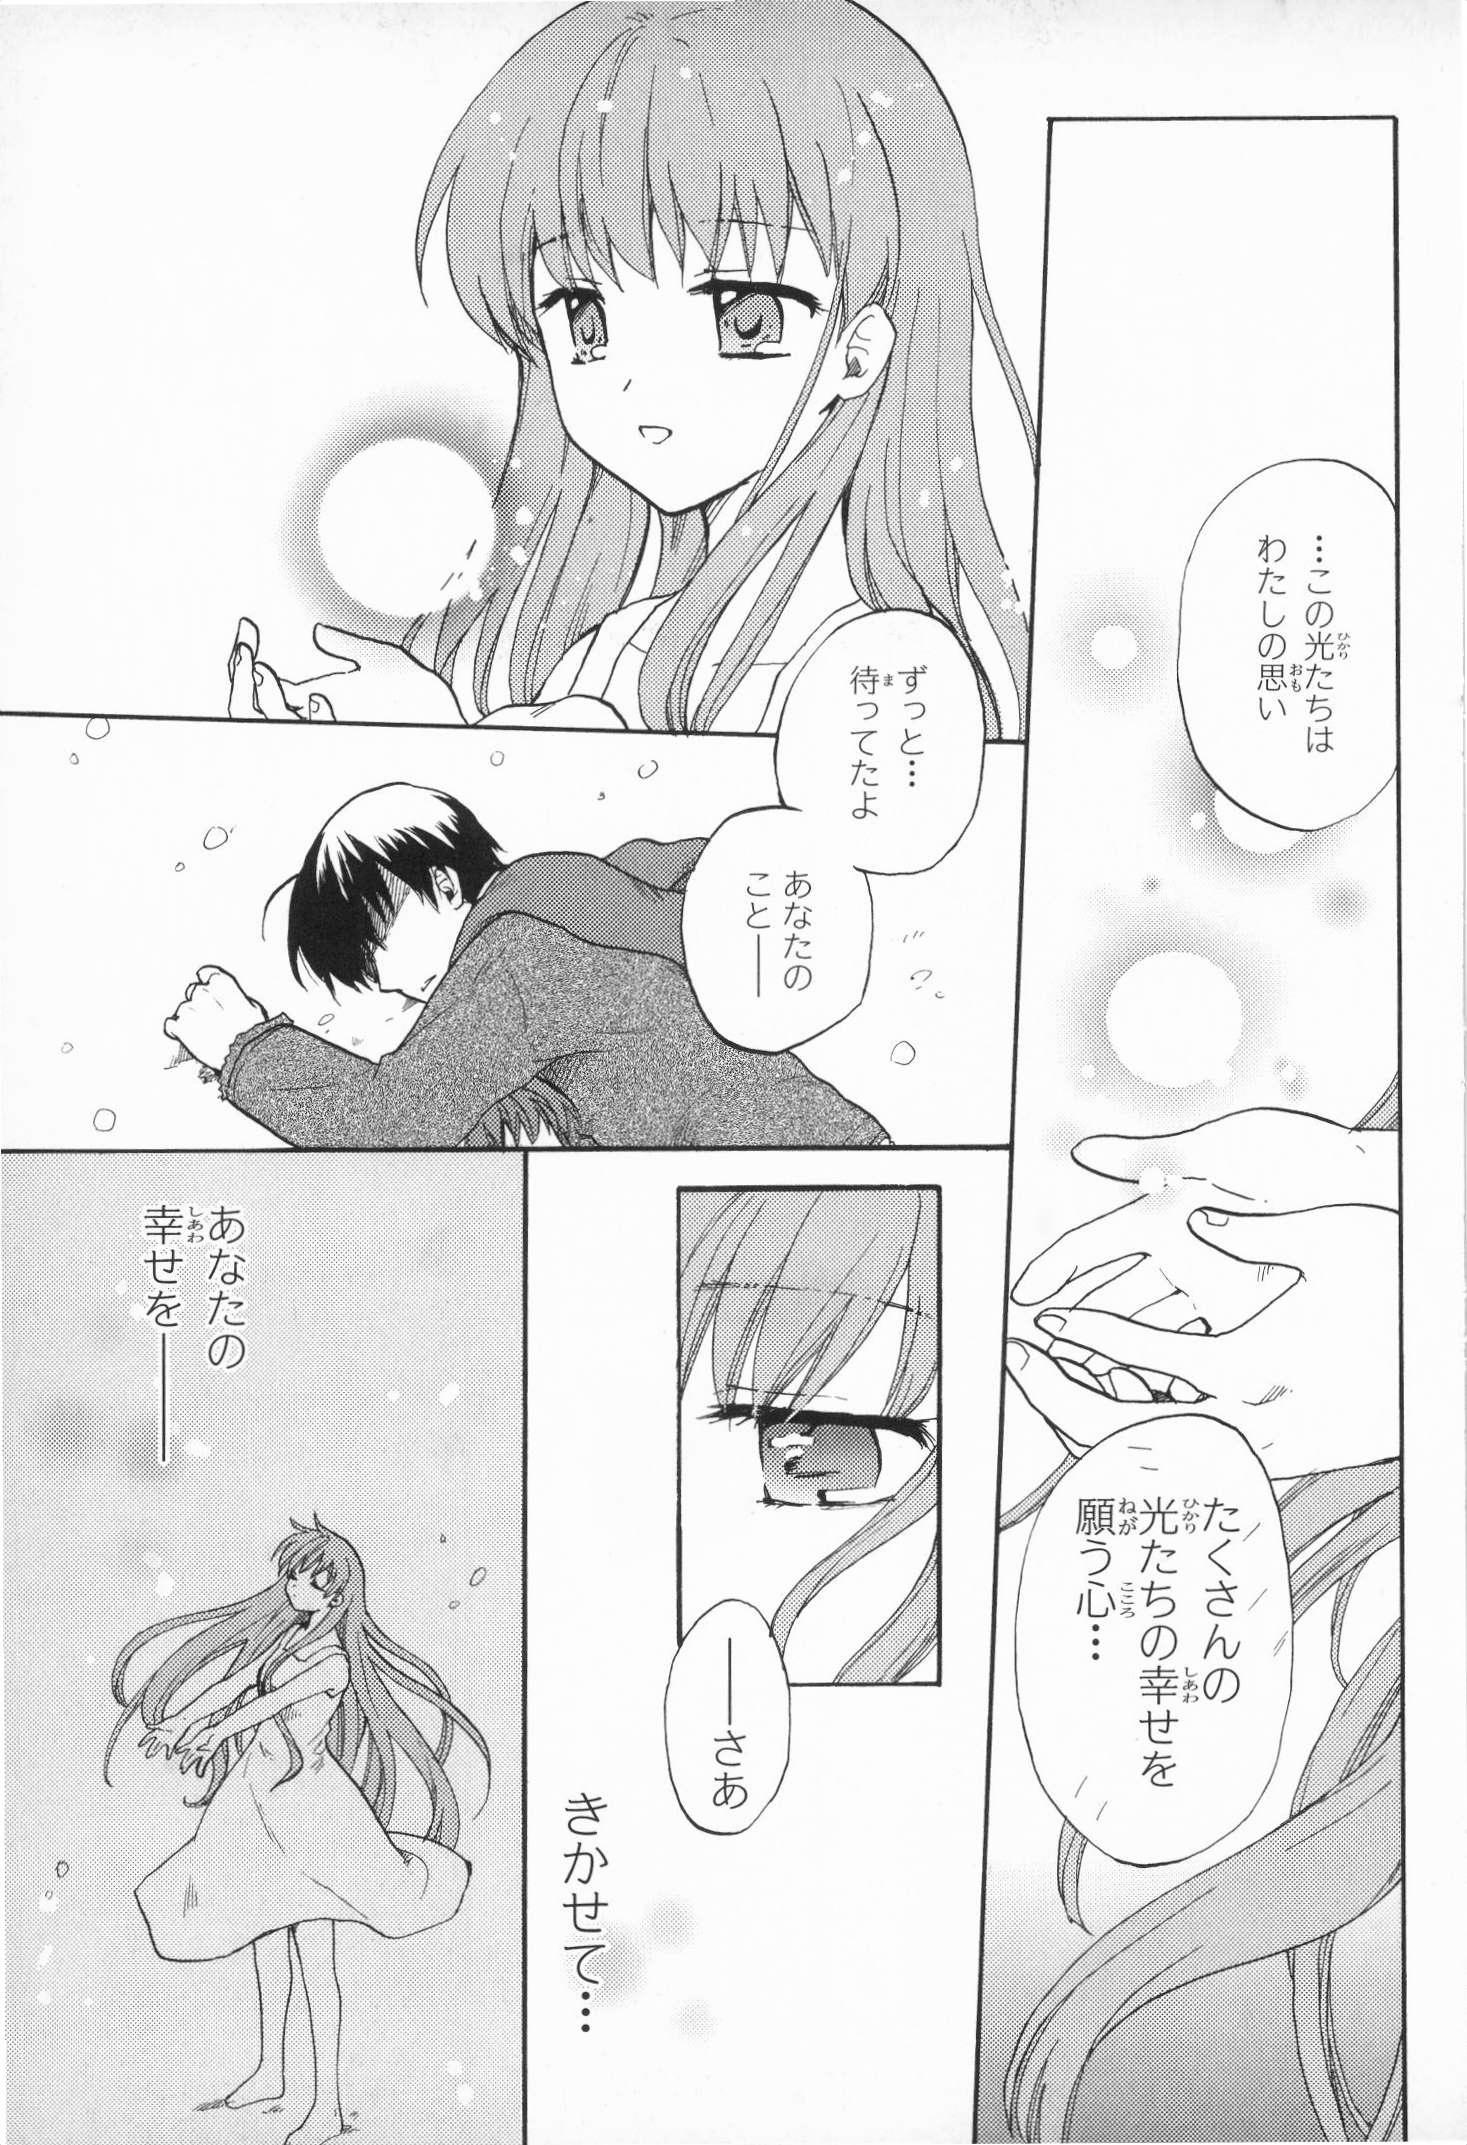 …この光たちは
わたしの思い
たくさんの
光たちの幸せを
願う心…
ずっと…
待ってたよ
あなたの
こと――
――さあ
きかせて…
あなたの
幸せを――